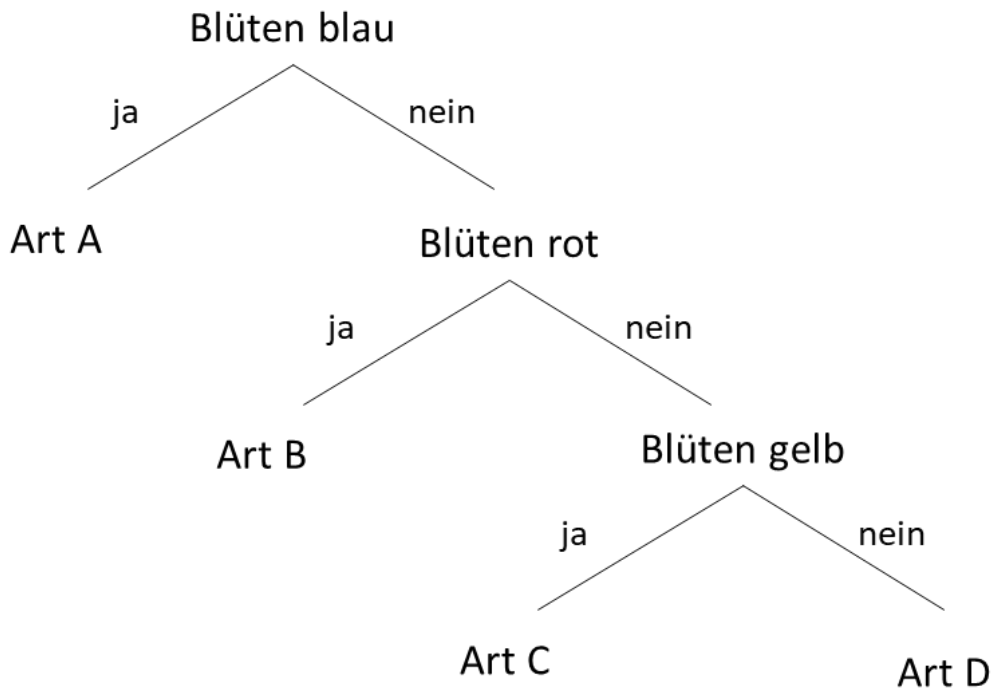 Blüten blau
ja
nein
Art A
Blüten rot
ja
nein
Art B
Blüten gelb
ja
nein
Art C
Art D